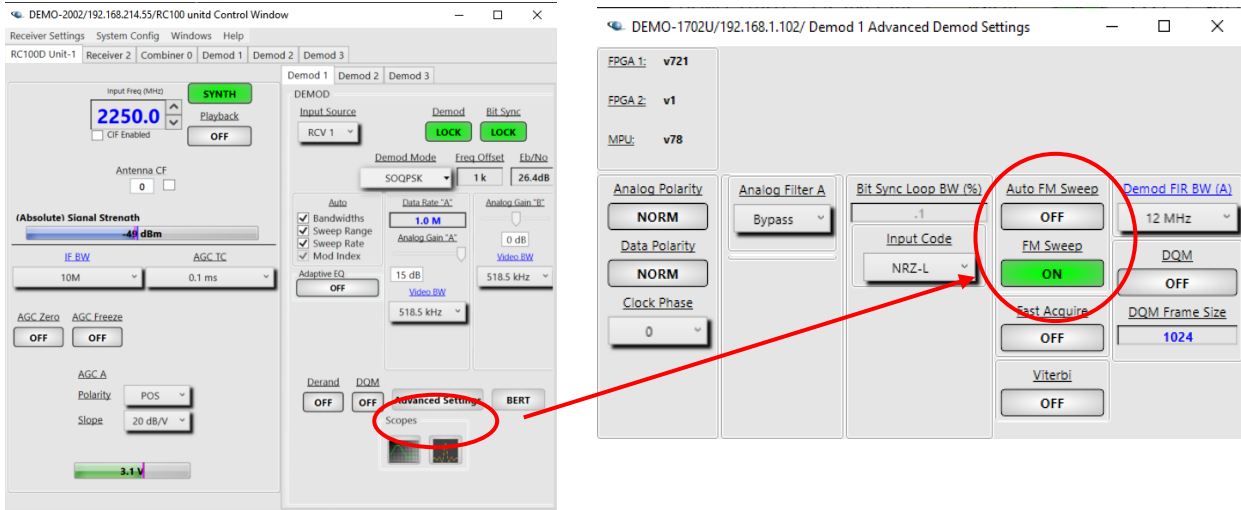 DEMO-2002/192.168.214.55/RC100 unitd Control Window
Receiver Settings System Config Windows Help
RC100D Unit-1 Receiver 2 Combiner 0 Demod 1 Demod 2 Demod 3
Input Freq (MHz)
SYNTH
2250.0
Playback
CIF Enabled
OFF
Antenna CF
0
(Absolute) Signal Strength
-49 dBm
IF BW AGC TC
10M 0.1 ms
AGC Zero AGC Freeze
OFF OFF
AGC A
Polarity POS
Slope 20 dB/V
3.1 V
Demod 1 Demod 2 Demod 3
DEMOD
Input Source Demod Bit Sync
RCV 1 LOCK LOCK
Demod Mode Freq Offset Eb/No
SOQPSK 1 k 26.4dB
Auto Data Rate "A" Analog Gain "B"
Bandwidths 1.0 M
Sweep Range
Sweep Rate Analog Gain "A" 0 dB
Mod Index Video BW
Adaptive EQ 15 dB 518.5 kHz
OFF
Video BW
518.5 kHz
Derand DQM
OFF OFF Advanced Settings BERT
Scopes
DEMO-1702U/192.168.1.102/ Demod 1 Advanced Demod Settings
FPGA 1: v721
FPGA 2: v1
MPU: v78
Analog Polarity
NORM
Data Polarity
NORM
Clock Phase
0
Analog Filter A
Bypass
Bit Sync Loop BW (%)
.1
Input Code
NRZ-L
Auto FM Sweep
OFF
FM Sweep
ON
Fast Acquire
OFF
Viterbi
OFF
Demod FIR BW (A)
12 MHz
DQM
OFF
DQM Frame Size
1024